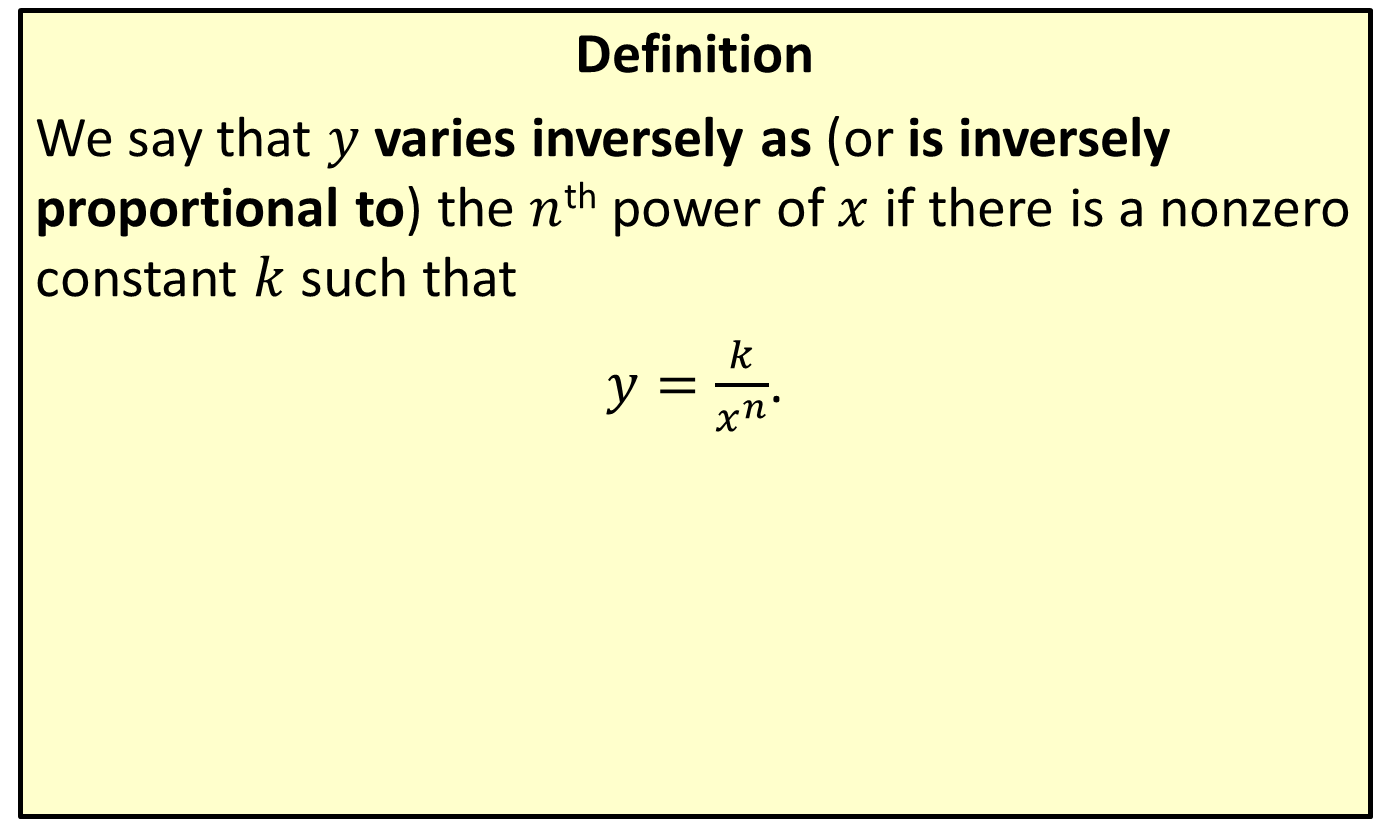 Definition
We say that y varies inversely as (or is inversely
proportional to) the nᵗʰ power of x if there is a nonzero
constant k such that
y = k/xⁿ.